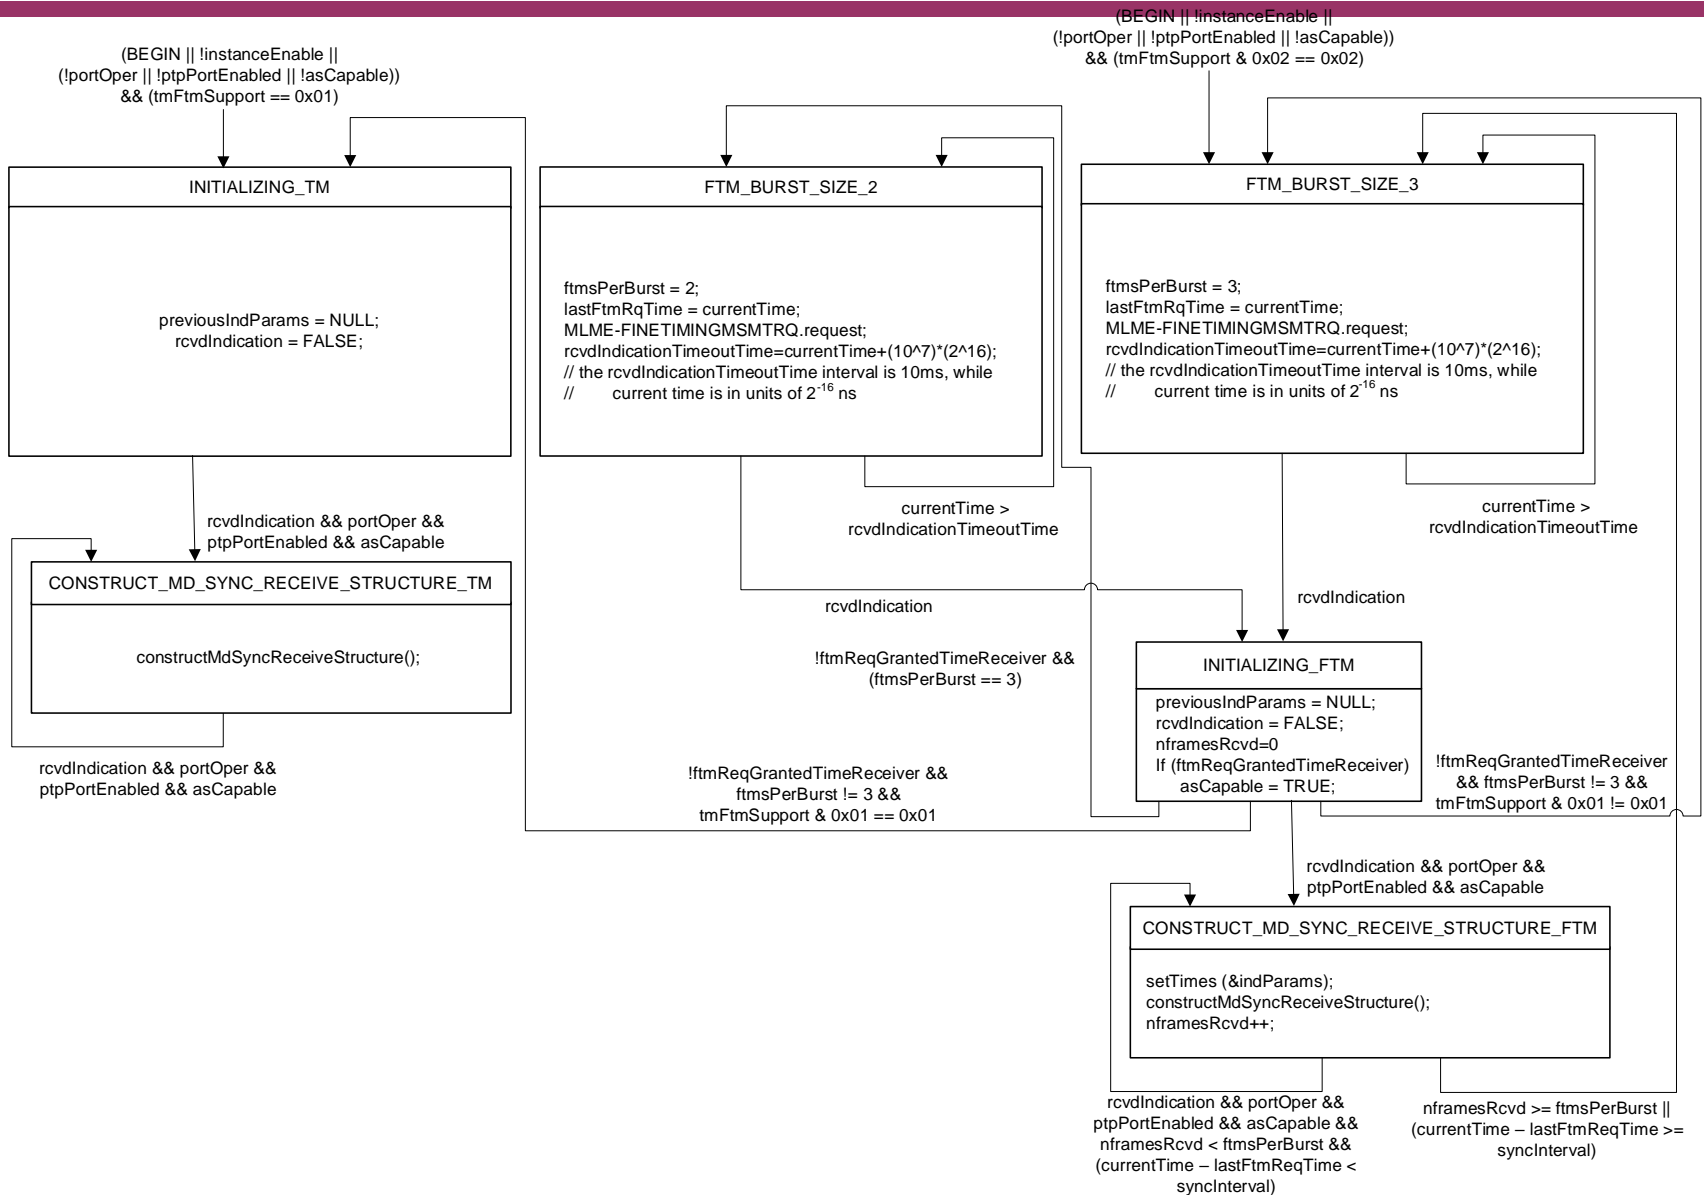 (BEGIN || !instanceEnable ||
(!portOper || !ptpPortEnabled || !asCapable))
&& (tmFtmSupport == 0x01)
(BEGIN || !instanceEnable ||
(!portOper || !ptpPortEnabled || !asCapable))
&& (tmFtmSupport & 0x02 == 0x02)
INITIALIZING_TM
previousIndParams = NULL;
rcvdIndication = FALSE;
FTM_BURST_SIZE_2
ftmsPerBurst = 2;
lastFtmRqTime = currentTime;
MLME-FINETIMINGMSMTRQ.request;
rcvdIndicationTimeoutTime=currentTime+(10^7)*(2^16);
// the rcvdIndicationTimeoutTime interval is 10ms, while
// current time is in units of 2^-16 ns
FTM_BURST_SIZE_3
ftmsPerBurst = 3;
lastFtmRqTime = currentTime;
MLME-FINETIMINGMSMTRQ.request;
rcvdIndicationTimeoutTime=currentTime+(10^7)*(2^16);
// the rcvdIndicationTimeoutTime interval is 10ms, while
// current time is in units of 2^-16 ns
rcvdIndication && portOper &&
ptpPortEnabled && asCapable
currentTime >
rcvdIndicationTimeoutTime
currentTime >
rcvdIndicationTimeoutTime
CONSTRUCT_MD_SYNC_RECEIVE_STRUCTURE_TM
constructMdSyncReceiveStructure();
rcvdIndication && portOper &&
ptpPortEnabled && asCapable
rcvdIndication
rcvdIndication
!ftmReqGrantedTimeReceiver &&
(ftmsPerBurst == 3)
INITIALIZING_FTM
previousIndParams = NULL;
rcvdIndication = FALSE;
nframesRcvd=0
If (ftmReqGrantedTimeReceiver)
asCapable = TRUE;
!ftmReqGrantedTimeReceiver &&
ftmsPerBurst != 3 &&
tmFtmSupport & 0x01 == 0x01
!ftmReqGrantedTimeReceiver
&& ftmsPerBurst != 3 &&
tmFtmSupport & 0x01 != 0x01
rcvdIndication && portOper &&
ptpPortEnabled && asCapable
CONSTRUCT_MD_SYNC_RECEIVE_STRUCTURE_FTM
setTimes (&indParams);
constructMdSyncReceiveStructure();
nframesRcvd++;
rcvdIndication && portOper &&
ptpPortEnabled && asCapable &&
nframesRcvd < ftmsPerBurst &&
(currentTime – lastFtmReqTime <
syncInterval)
nframesRcvd >= ftmsPerBurst ||
(currentTime – lastFtmReqTime >=
syncInterval)